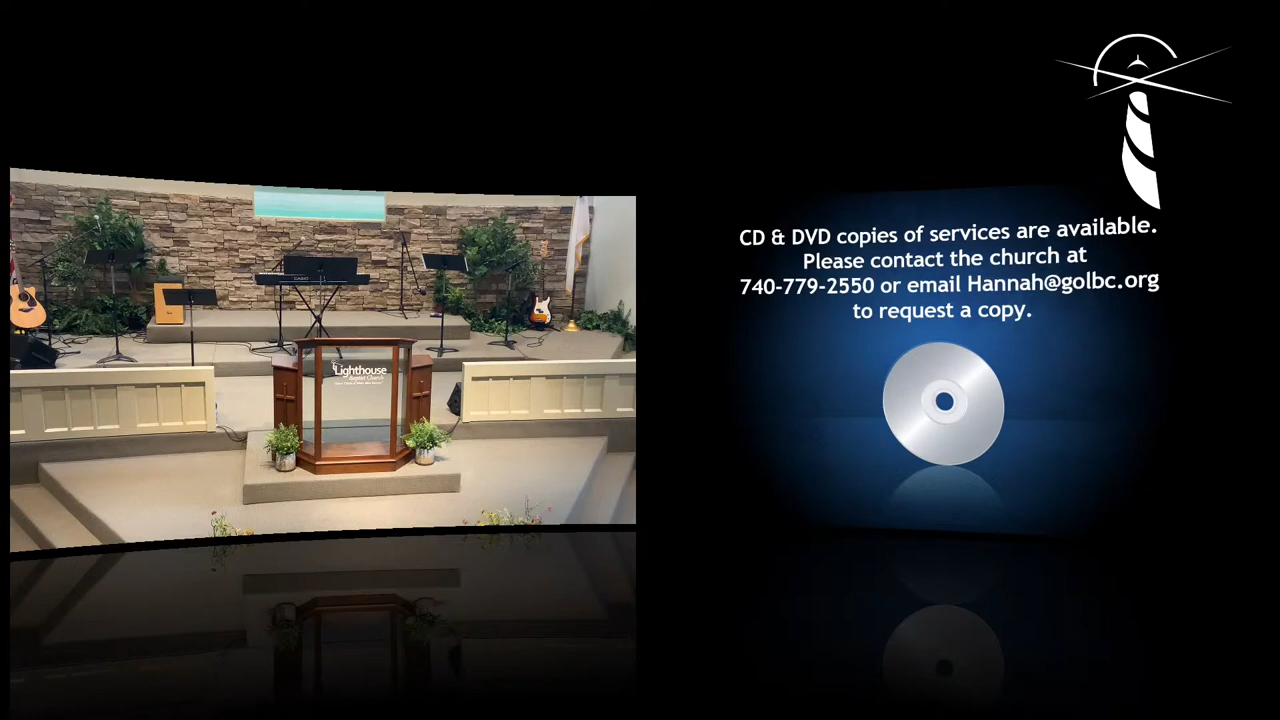 CD & DVD copies of services are available.
Please contact the church at
740-779-2550 or email Hannah@golbc.org
to request a copy.
CASIO
Lighthouse
Baptist Church